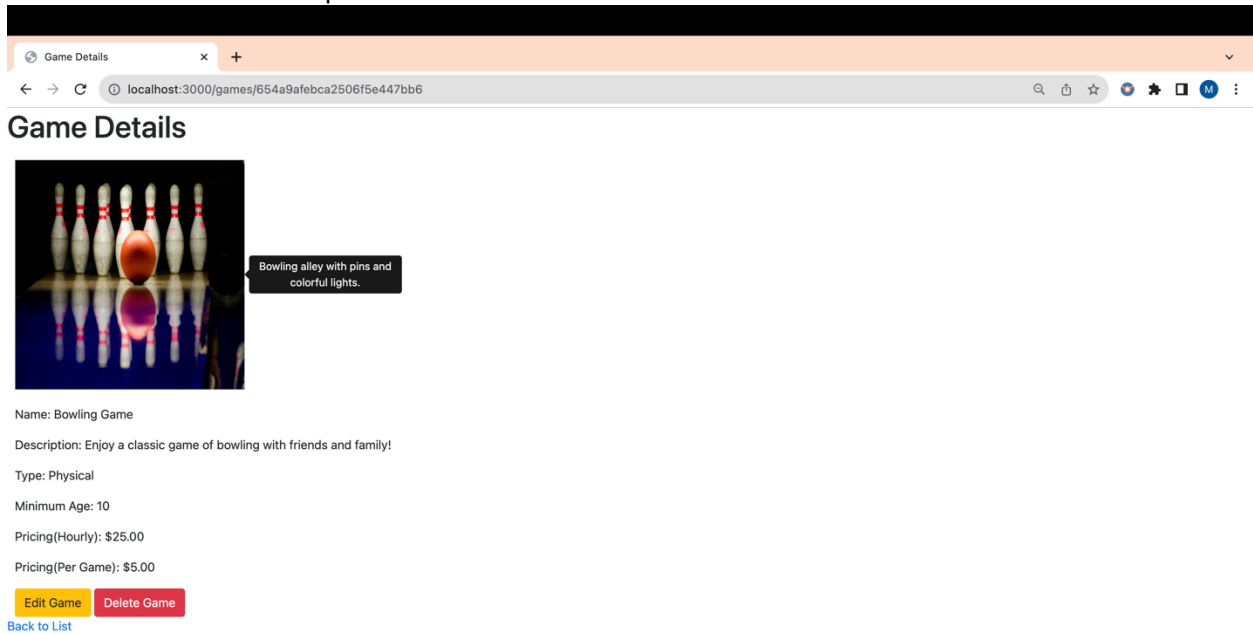 Game Details
localhost:3000/games/654a9afebca2506f5e447bb6
M
Game Details
Bowling alley with pins and
colorful lights.
Name: Bowling Game
Description: Enjoy a classic game of bowling with friends and family!
Type: Physical
Minimum Age: 10
Pricing(Hourly): $25.00
Pricing(Per Game): $5.00
Edit Game Delete Game
Back to List